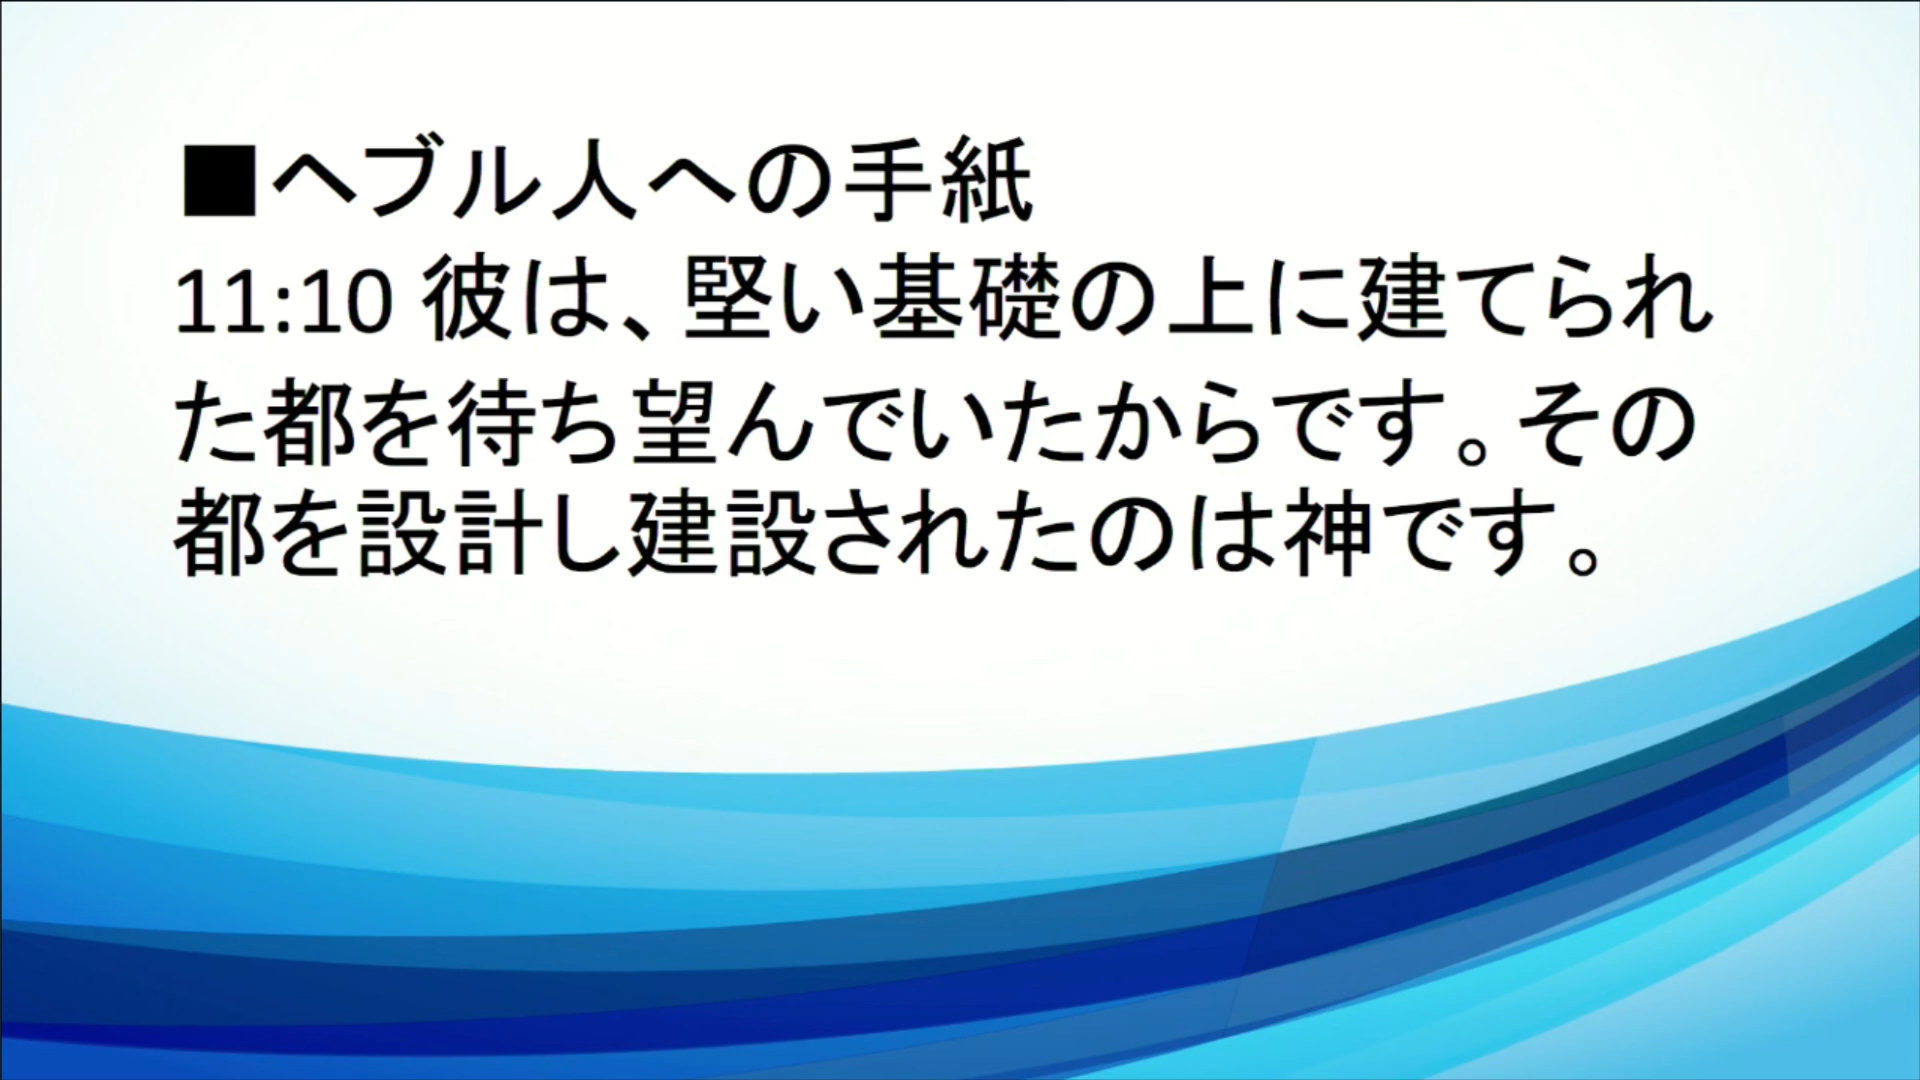 ■ヘブル人への手紙
11:10 彼は、堅い基礎の上に建てられ
た都を待ち望んでいたからです。その
都を設計し建設されたのは神です。